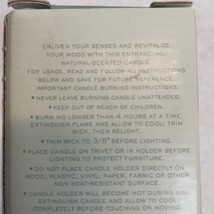 ENLIVEN YOUR SENSES AND REVITALIZE
YOUR MOOD WITH THIS ENTRANCING,
NATURAL-SCENTED CANDLE.
FOR USAGE, READ AND FOLLOW ALL INSTRUCTIONS
BELOW AND SAVE FOR FUTURE REFERENCE.
IMPORTANT CANDLE BURNING INSTRUCTIONS
• NEVER LEAVE BURNING CANDLE UNATTENDED.
• KEEP OUT OF REACH OF CHILDREN.
• BURN NO LONGER THAN 4 HOURS AT A TIME.
EXTINGUISH FLAME AND ALLOW TO COOL; TRIM
WICK, THEN RELIGHT.
• TRIM WICK TO 3/8" BEFORE LIGHTING.
• PLACE CANDLE ON TRIVET OR IN HOLDER BEFORE
LIGHTING TO PROTECT FURNITURE.
• DO NOT PLACE CANDLE HOLDER DIRECTLY ON
WOOD, PLASTIC, VINYL, PAPER, FABRIC OR OTHER
NON HEAT-RESISTANT SURFACE.
• CANDLE HOLDER WILL BECOME HOT DURING USE.
EXTINGUISH CANDLE AND ALLOW TO COOL
COMPLETELY BEFORE TOUCHING OR MOVING.